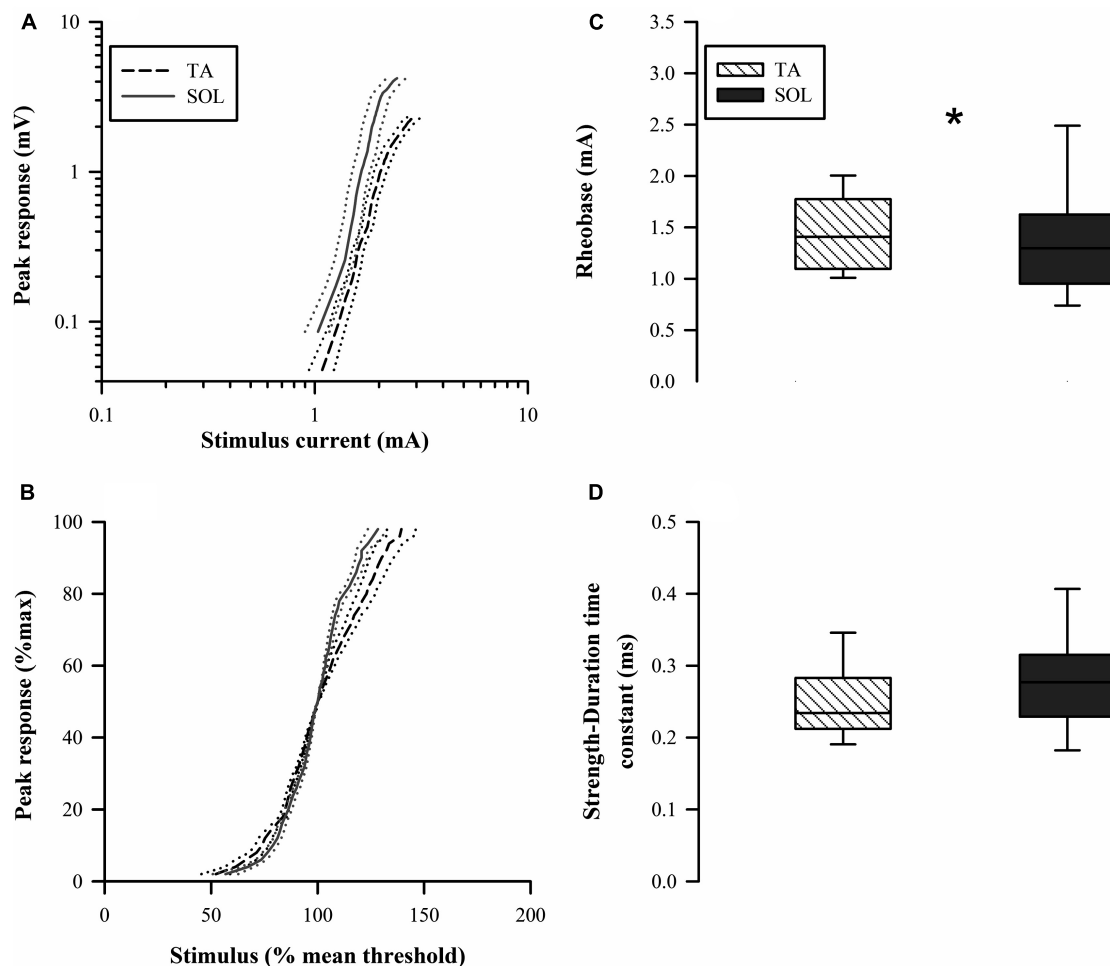 A
10
1
0.1
Peak response (mV)
TA
SOL
0.1
1
10
Stimulus current (mA)
B
100
80
60
40
20
0
Peak response (%max)
0
50
100
150
200
Stimulus (% mean threshold)
C
3.5
3.0
2.5
2.0
1.5
1.0
0.5
0.0
Rheobase (mA)
TA
SOL
*
D
0.5
0.4
0.3
0.2
0.1
0.0
Strength-Duration time
constant (ms)